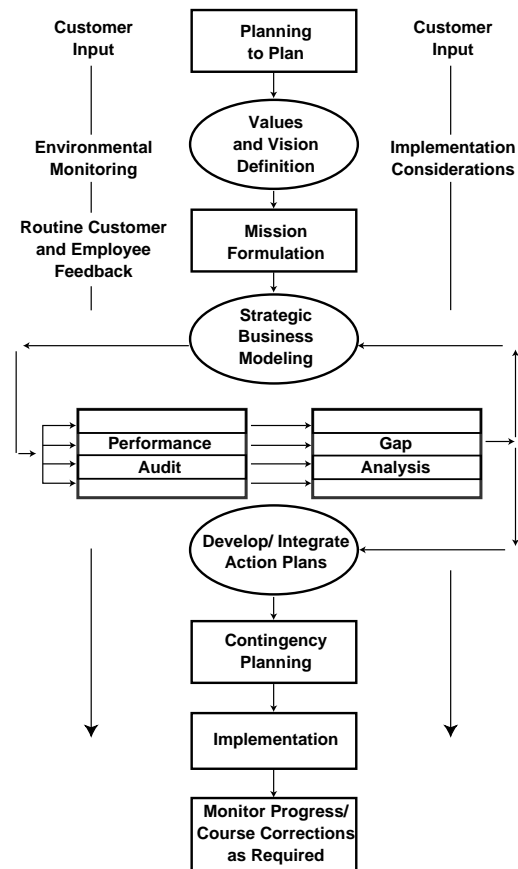 Customer
Input
Planning
to Plan
Customer
Input
Values
and Vision
Definition
Environmental
Monitoring
Implementation
Considerations
Routine Customer
and Employee
Feedback
Mission
Formulation
Strategic
Business
Modeling
Performance
Audit
Gap
Analysis
Develop/ Integrate
Action Plans
Contingency
Planning
Implementation
Monitor Progress/
Course Corrections
as Required